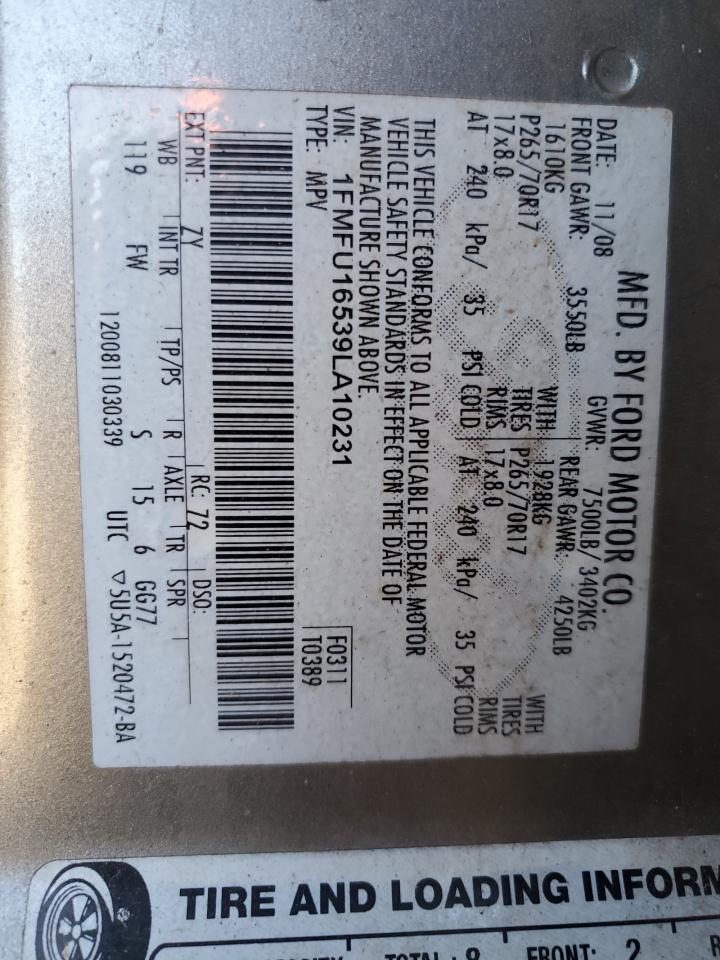 MFD. BY FORD MOTOR CO.
DATE: 11/08 GVWR: 7500LB/ 3402KG
FRONT GAWR: 3550LB REAR GAWR: 4250LB
1610KG WITH 1928KG WITH
P265/70R17 TIRES P265/70R17 TIRES
17x8.0 RIMS 17x8.0 RIMS
AT 240 kPa/ 35 PSI COLD AT 240 kPa/ 35 PSI COLD
THIS VEHICLE CONFORMS TO ALL APPLICABLE FEDERAL MOTOR
VEHICLE SAFETY STANDARDS IN EFFECT ON THE DATE OF
MANUFACTURE SHOWN ABOVE.
VIN: 1FMFU16539LA10231 F0311
TYPE: MPV T0389
EXT PNT: ZY RC: 72 DSO:
WB INT TR TP/PS R AXLE TR SPR
119 FW S 15 6 GG77
1200811030339 UTC ▽5U5A-1520472-BA
TIRE AND LOADING
TOTAL: FRONT: 2